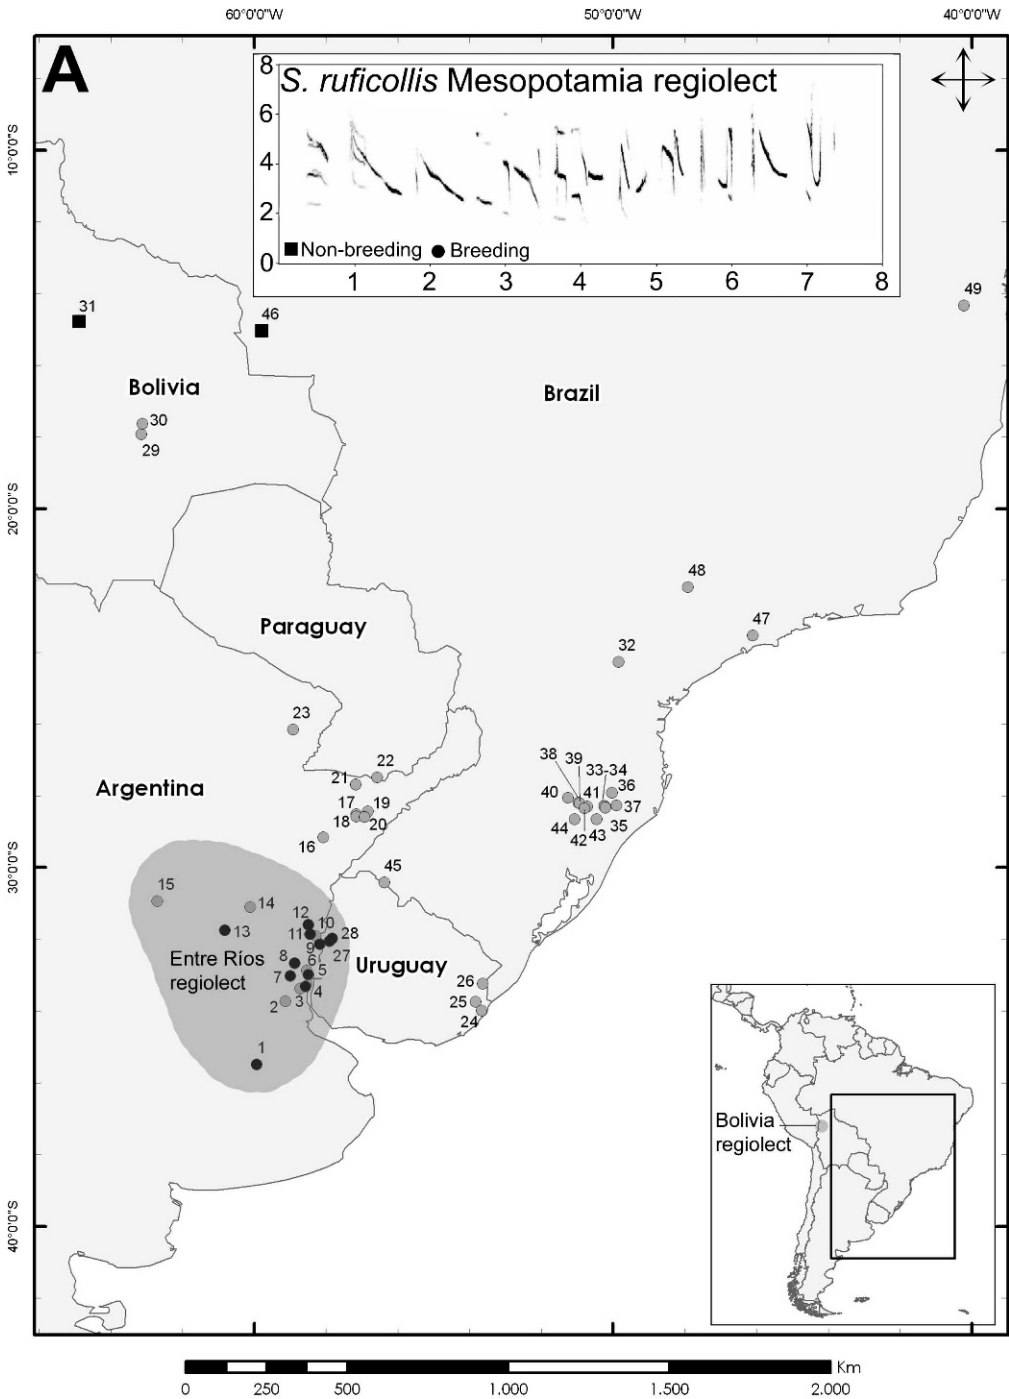 60°0'0"W 50°0'0"W 40°0'0"W
A
8
S. ruficollis Mesopotamia regiolect
6
4
2
Non-breeding Breeding
0
1 2 3 4 5 6 7 8
10°0'0"S
20°0'0"S
30°0'0"S
40°0'0"S
31
46
49
Bolivia
Brazil
30
29
48
47
Paraguay
32
23
22
21
Argentina
38
39
33-34
36
40
41
37
17
19
18
20
44
42
43
35
16
45
15
14
12
10
13
11
28
9
27
Entre Ríos
regiolect
8
6
5
7
Uruguay
4
2
3
26
25
24
1
Bolivia
regiolect
Km
0 250 500 1.000 1.500 2.000